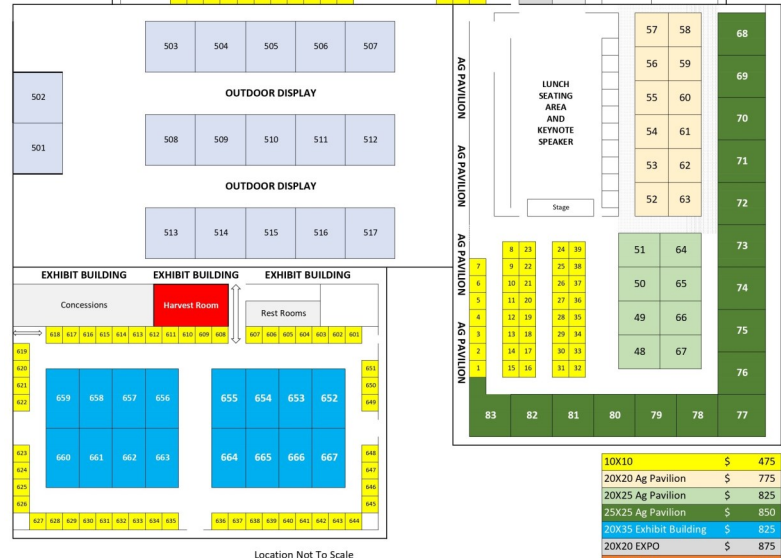 503 504 505 506 507
OUTDOOR DISPLAY
502
501
508 509 510 511 512
OUTDOOR DISPLAY
513 514 515 516 517
AG PAVILION
AG PAVILION
AG PAVILION
AG PAVILION
LUNCH
SEATING
AREA
AND
KEYNOTE
SPEAKER
Stage
57 58
56 59
55 60
54 61
53 62
52 63
68
69
70
71
72
73
74
75
76
51 64
50 65
49 66
48 67
7
6
5
4
3
2
1
8 23
9 22
10 21
11 20
12 19
13 18
14 17
15 16
24 39
25 38
26 37
27 36
28 35
29 34
30 33
31 32
83 82 81 80 79 78 77
EXHIBIT BUILDING EXHIBIT BUILDING EXHIBIT BUILDING
Concessions
Harvest Room
Rest Rooms
618 617 616 615 614 613 612 611 610 609 608
607 606 605 604 603 602 601
619
620
621
622
651
650
649
659 658 657 656
655 654 653 652
660 661 662 663
664 665 666 667
623
624
625
626
648
647
646
645
627 628 629 630 631 632 633 634 635
636 637 638 639 640 641 642 643 644
Location Not To Scale
10X10 $ 475
20X20 Ag Pavilion $ 775
20X25 Ag Pavilion $ 825
25X25 Ag Pavilion $ 850
20X35 Exhibit Building $ 825
20X20 EXPO $ 875